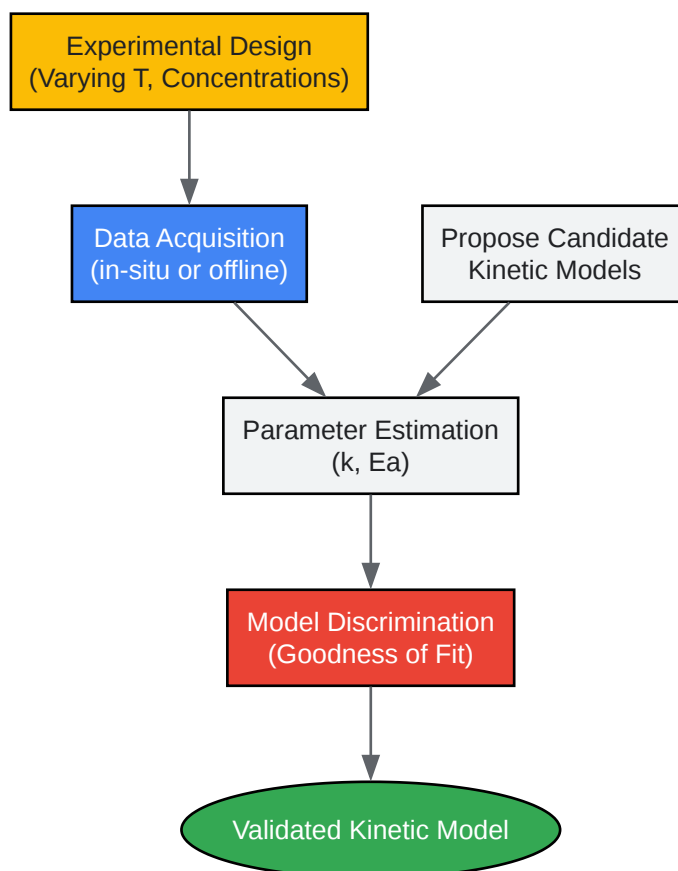 Experimental Design
(Varying T, Concentrations)
Data Acquisition
(in-situ or offline)
Propose Candidate
Kinetic Models
Parameter Estimation
(k, Ea)
Model Discrimination
(Goodness of Fit)
Validated Kinetic Model